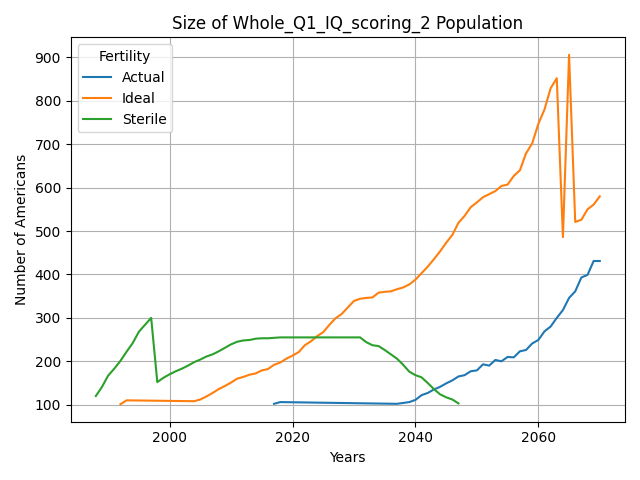 Size of Whole_Q1_IQ_scoring_2 Population
Fertility
Actual
Ideal
Sterile
Number of Americans
900
800
700
600
500
400
300
200
100
2000
2020
2040
2060
Years